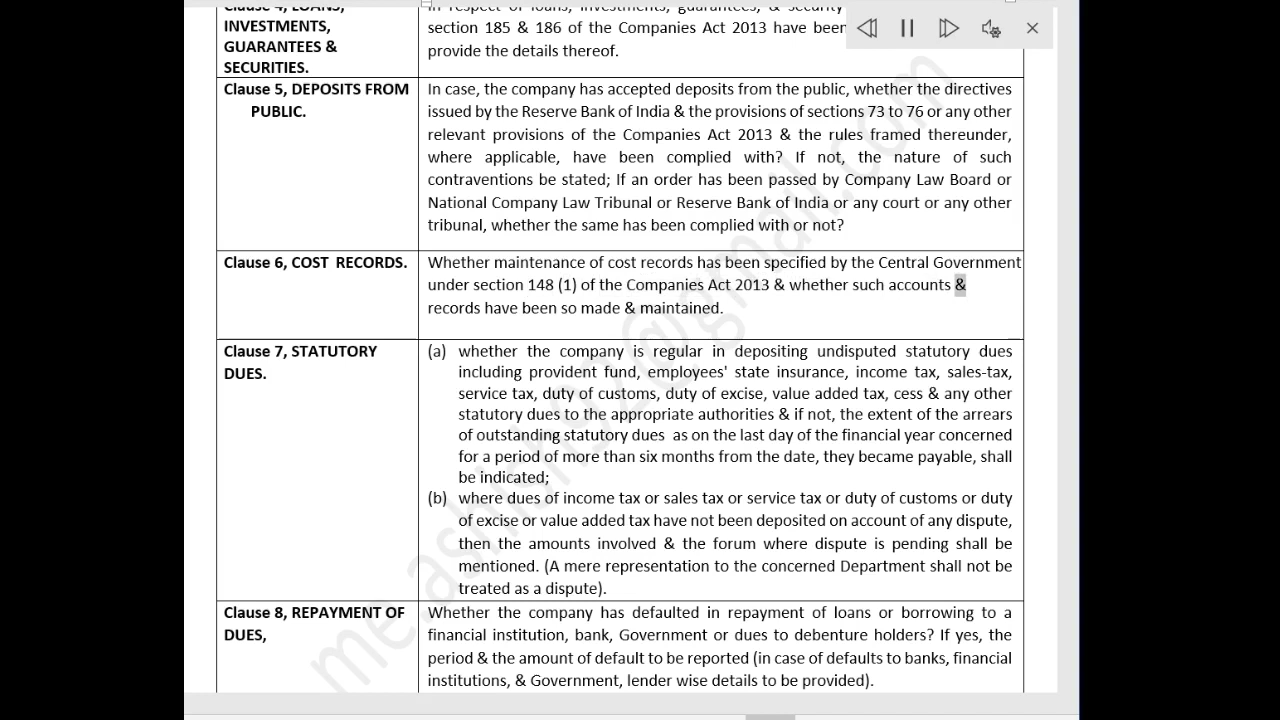 Clause 4, LOANS,
INVESTMENTS,
GUARANTEES &
SECURITIES.
In respect of loans, investments, guarantees, & security
section 185 & 186 of the Companies Act 2013 have been
provide the details thereof.
Clause 5, DEPOSITS FROM
PUBLIC.
In case, the company has accepted deposits from the public, whether the directives
issued by the Reserve Bank of India & the provisions of sections 73 to 76 or any other
relevant provisions of the Companies Act 2013 & the rules framed thereunder,
where applicable, have been complied with? If not, the nature of such
contraventions be stated; If an order has been passed by Company Law Board or
National Company Law Tribunal or Reserve Bank of India or any court or any other
tribunal, whether the same has been complied with or not?
Clause 6, COST RECORDS.
Whether maintenance of cost records has been specified by the Central Government
under section 148 (1) of the Companies Act 2013 & whether such accounts &
records have been so made & maintained.
Clause 7, STATUTORY
DUES.
(a) whether the company is regular in depositing undisputed statutory dues
including provident fund, employees' state insurance, income tax, sales-tax,
service tax, duty of customs, duty of excise, value added tax, cess & any other
statutory dues to the appropriate authorities & if not, the extent of the arrears
of outstanding statutory dues as on the last day of the financial year concerned
for a period of more than six months from the date, they became payable, shall
be indicated;
(b) where dues of income tax or sales tax or service tax or duty of customs or duty
of excise or value added tax have not been deposited on account of any dispute,
then the amounts involved & the forum where dispute is pending shall be
mentioned. (A mere representation to the concerned Department shall not be
treated as a dispute).
Clause 8, REPAYMENT OF
DUES,
Whether the company has defaulted in repayment of loans or borrowing to a
financial institution, bank, Government or dues to debenture holders? If yes, the
period & the amount of default to be reported (in case of defaults to banks, financial
institutions, & Government, lender wise details to be provided).
me.ashish92@gmail.com